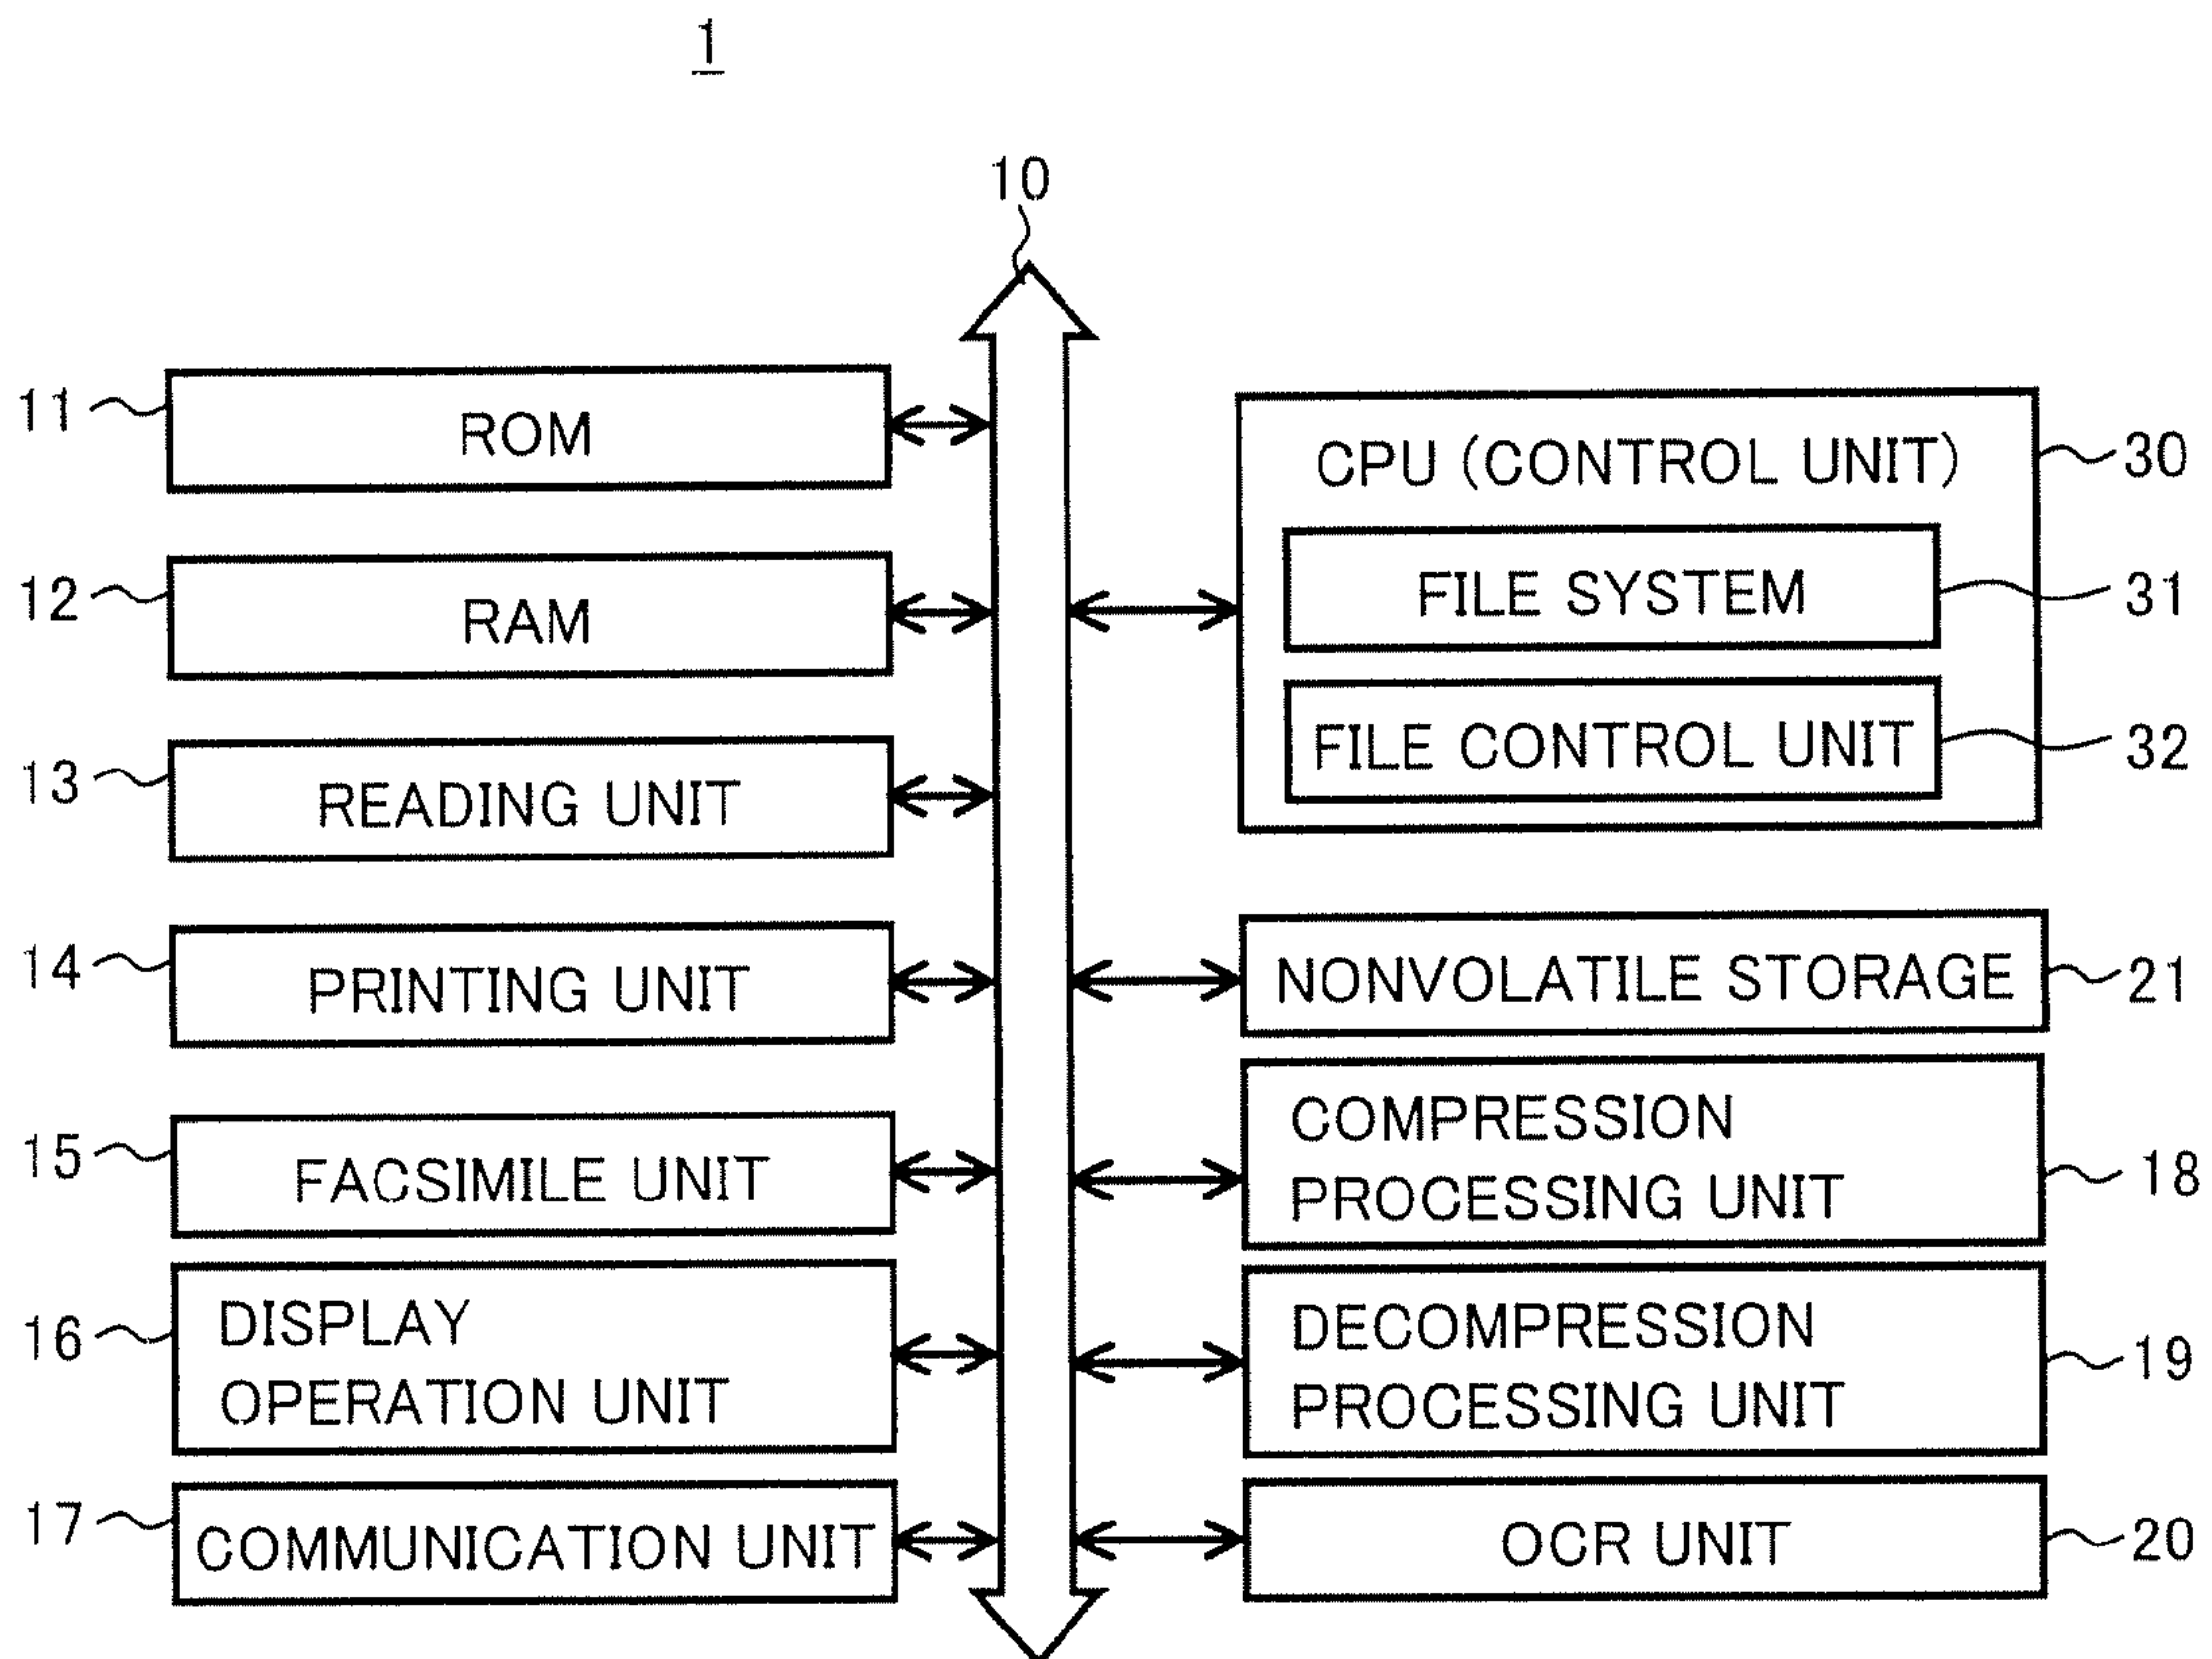 1
10
11
ROM
12
RAM
13
READING UNIT
14
PRINTING UNIT
15
FACSIMILE UNIT
16
DISPLAY
OPERATION UNIT
17
COMMUNICATION UNIT
CPU (CONTROL UNIT)
30
FILE SYSTEM
31
FILE CONTROL UNIT
32
NONVOLATILE STORAGE
21
COMPRESSION
PROCESSING UNIT
18
DECOMPRESSION
PROCESSING UNIT
19
OCR UNIT
20